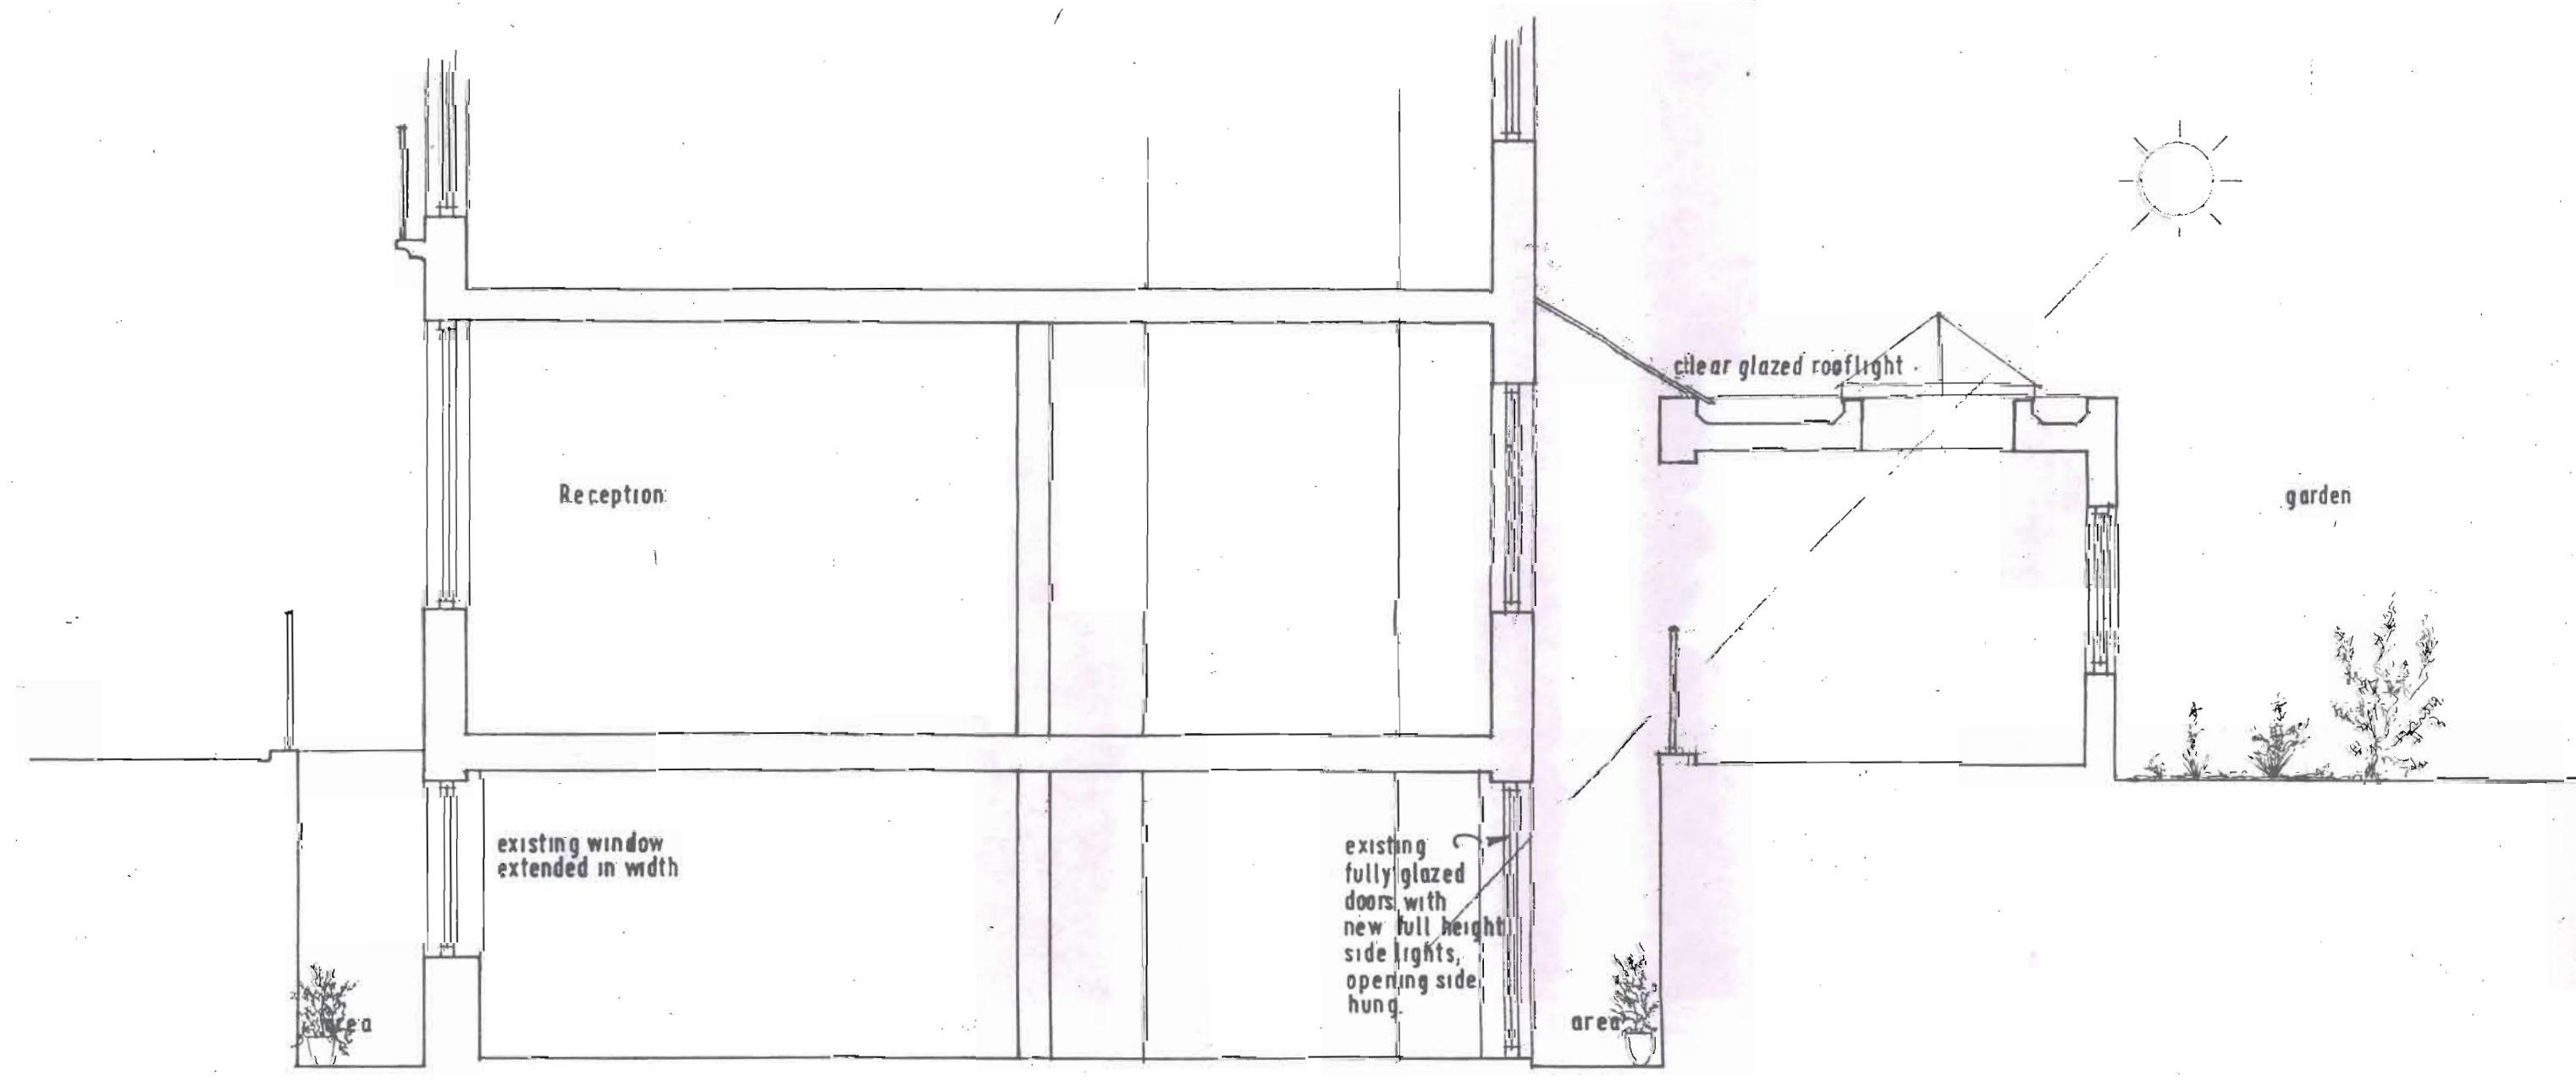 clear glazed rooflight
Reception
garden
existing window
extended in width
existing
fully glazed
doors with
new full height
side lights,
opening side
hung.
area
area